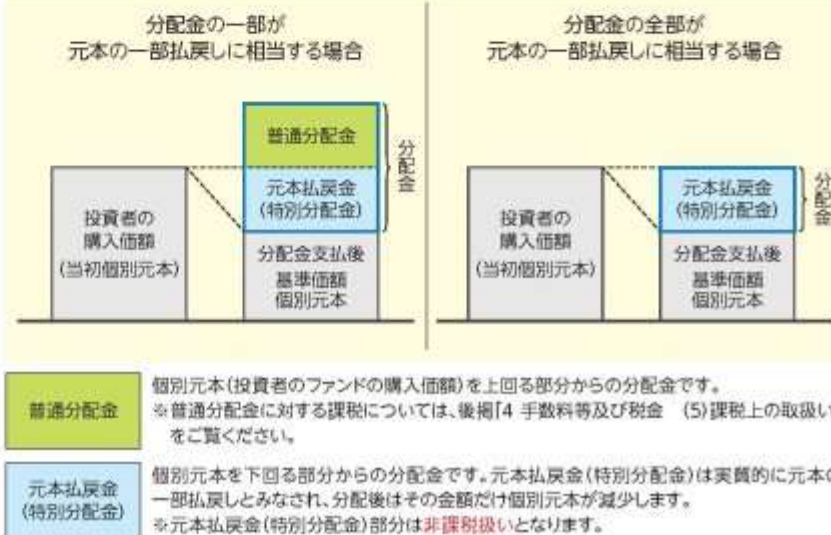 分配金の一部が
元本の一部払戻しに相当する場合
普通分配金
元本払戻金
(特別分配金)
分配金
投資者の
購入価額
(当初個別元本)
分配金支払後
基準価額
個別元本
分配金の全部が
元本の一部払戻しに相当する場合
元本払戻金
(特別分配金)
分配金
投資者の
購入価額
(当初個別元本)
分配金支払後
基準価額
個別元本
普通分配金
個別元本(投資者のファンドの購入価額)を上回る部分からの分配金です。
※普通分配金に対する課税については、後掲「4 手数料等及び税金 (5)課税上の取扱い
をご覧ください。
元本払戻金
(特別分配金)
個別元本を下回る部分からの分配金です。元本払戻金(特別分配金)は実質的に元本の
一部払戻しとみなされ、分配後はその金額だけ個別元本が減少します。
※元本払戻金(特別分配金)部分は非課税扱いとなります。